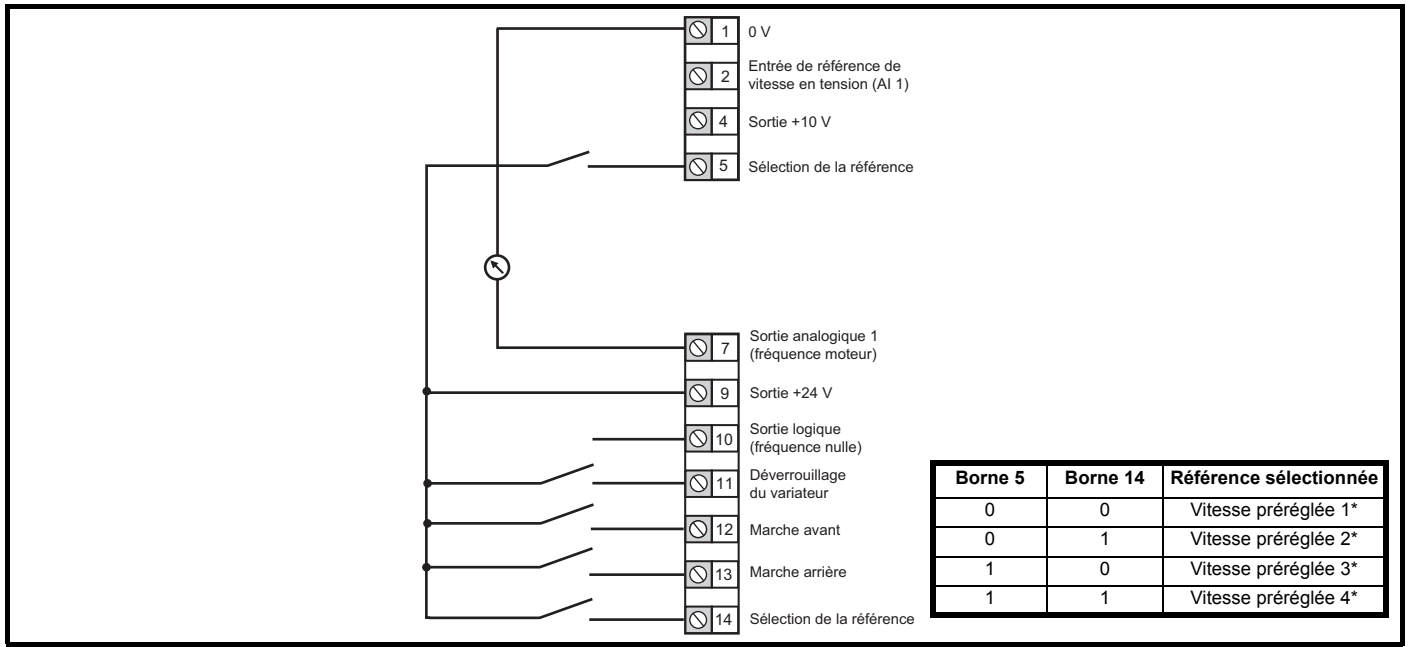 1 0 V
2 Entrée de référence de
vitesse en tension (AI 1)
4 Sortie +10 V
5 Sélection de la référence
7 Sortie analogique 1
(fréquence moteur)
9 Sortie +24 V
10 Sortie logique
(fréquence nulle)
11 Déverrouillage
du variateur
12 Marche avant
13 Marche arrière
14 Sélection de la référence
Borne 5 Borne 14 Référence sélectionnée
0 0 Vitesse préréglée 1*
0 1 Vitesse préréglée 2*
1 0 Vitesse préréglée 3*
1 1 Vitesse préréglée 4*